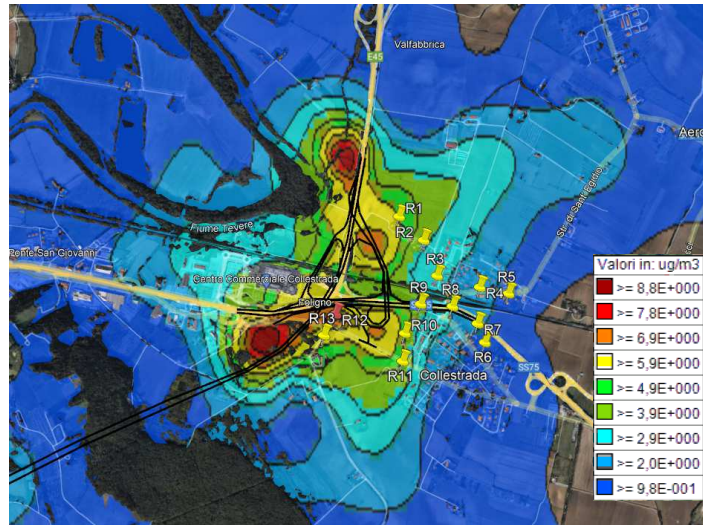 Valfabbrica
E45
Aero
Str. di Sant'Egidio
R1
R2
Fiume Tevere
Ponte San Giovanni
R3
Centro Commerciale Collestrada
R5
R4
R9
R8
Foligno
R13
R12
R10
R7
R6
R11
Collestrada
SS75
Valori in: ug/m3
>= 8,8E+000
>= 7,8E+000
>= 6,9E+000
>= 5,9E+000
>= 4,9E+000
>= 3,9E+000
>= 2,9E+000
>= 2,0E+000
>= 9,8E-001